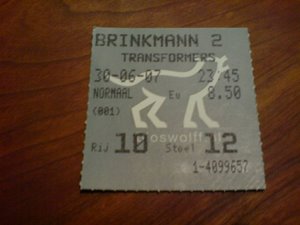 BRINKMANN 2
TRANSFORMERS
30-06-07 23:45
NORMAAL Eu 8.50
(001)
Rij 10 Stoel 12
1-4099657